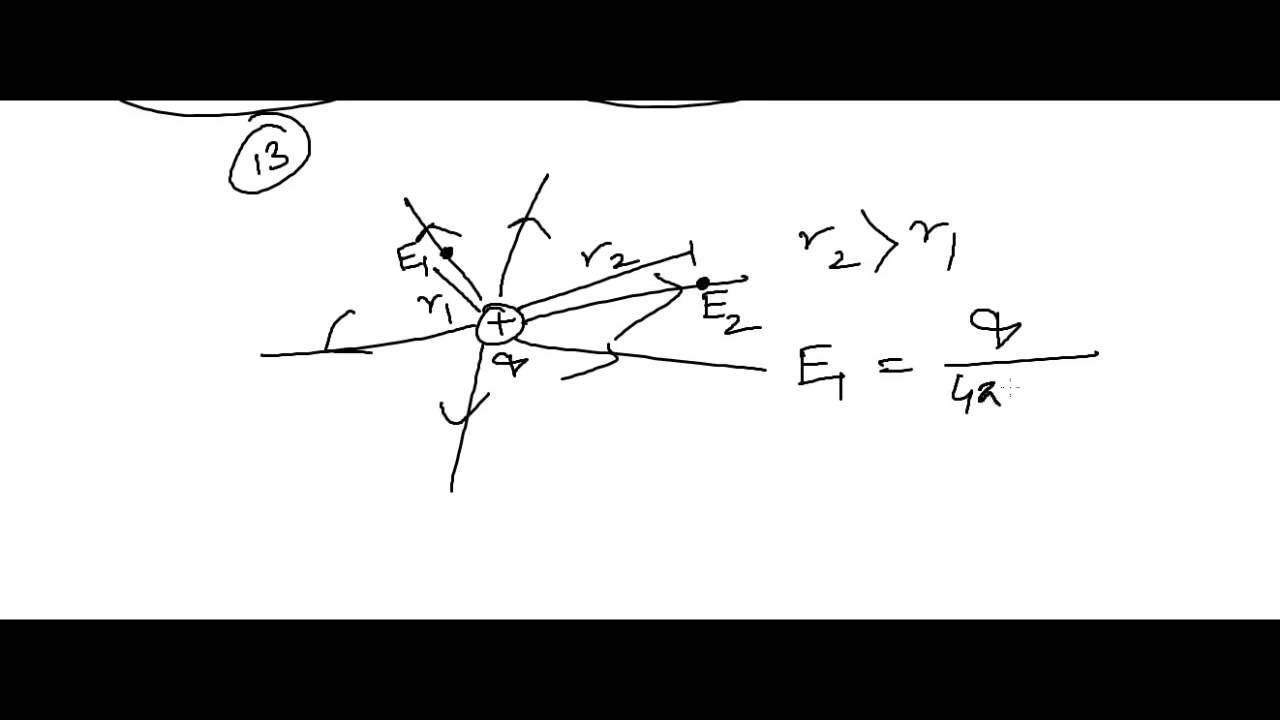 13
E1
r1
r2
E2
+
q
r2 > r1
E1 = q / 4π